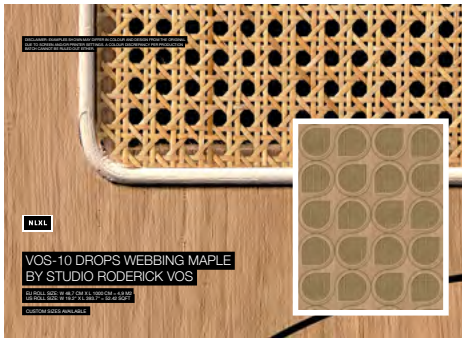 DISCLAIMER: EXAMPLES SHOWN MAY DIFFER IN COLOUR AND DESIGN FROM THE ORIGINAL
DUE TO SCREEN AND/OR PRINTER SETTINGS. A COLOUR DISCREPANCY PER PRODUCTION
BATCH CANNOT BE RULED OUT EITHER.
NLXL
VOS-10 DROPS WEBBING MAPLE
BY STUDIO RODERICK VOS
EU ROLL SIZE: W 48,7 CM X L 1000 CM = 4,9 M2
US ROLL SIZE: W 19.2" X L 393.7" = 52.42 SQFT
CUSTOM SIZES AVAILABLE